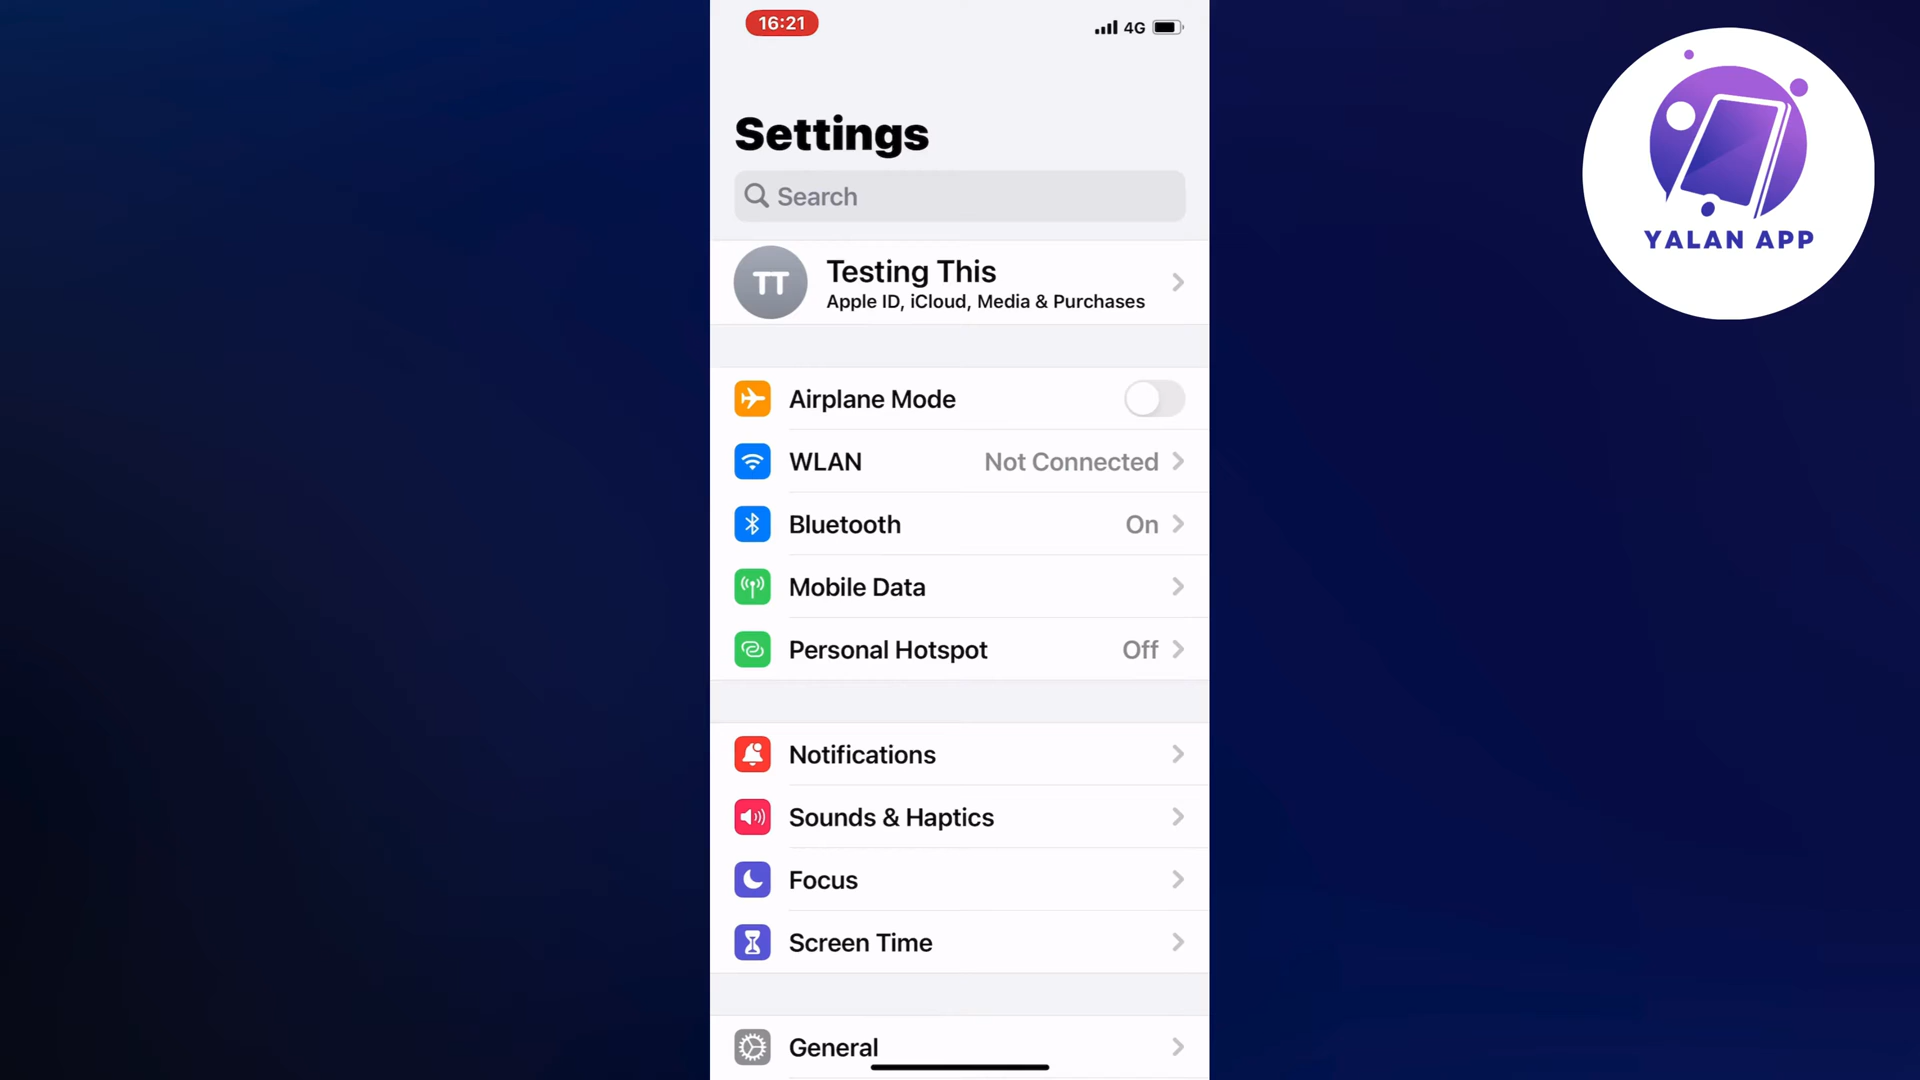 16:21
4G
YALAN APP
Settings
Search
TT
Testing This
Apple ID, iCloud, Media & Purchases
Airplane Mode
WLAN Not Connected
Bluetooth On
Mobile Data
Personal Hotspot Off
Notifications
Sounds & Haptics
Focus
Screen Time
General